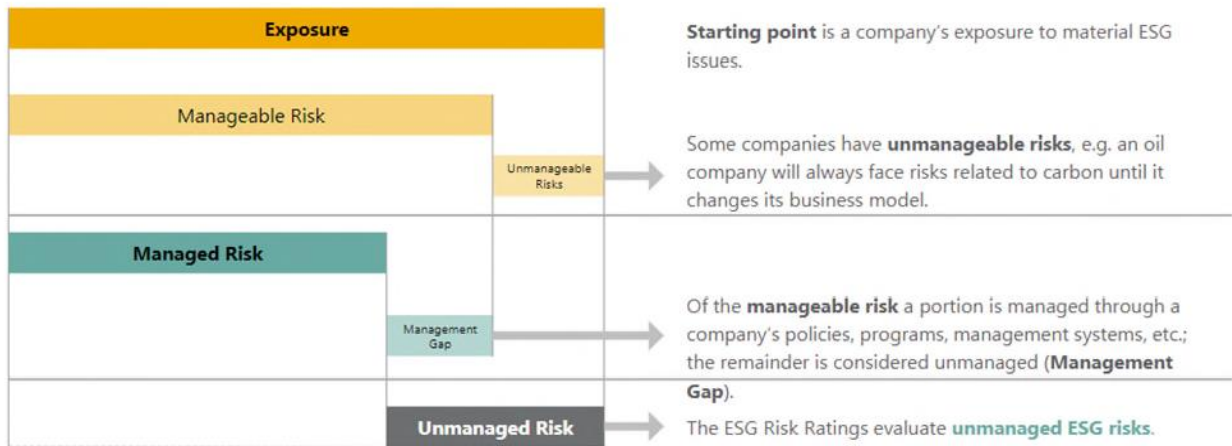 Exposure
Starting point is a company's exposure to material ESG
issues.
Manageable Risk
Unmanageable
Risks
Some companies have unmanageable risks, e.g. an oil
company will always face risks related to carbon until it
changes its business model.
Managed Risk
Management
Gap
Of the manageable risk a portion is managed through a
company's policies, programs, management systems, etc.;
the remainder is considered unmanaged (Management
Gap).
Unmanaged Risk
The ESG Risk Ratings evaluate unmanaged ESG risks.